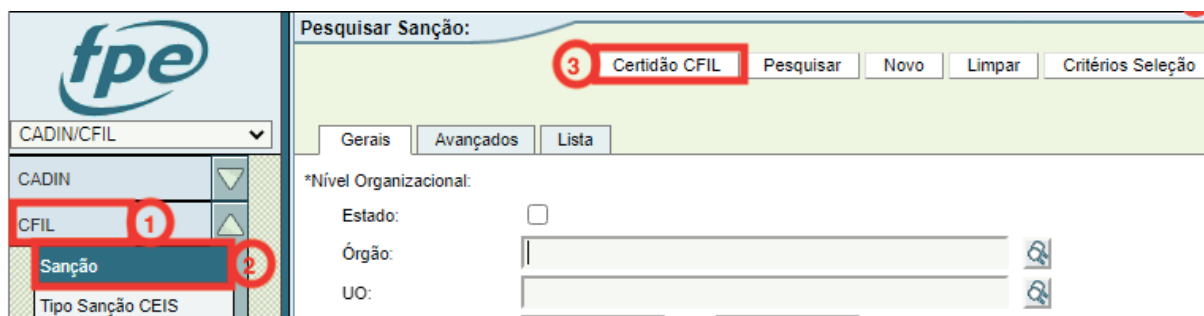 fpe
CADIN/CFIL
CADIN
CFIL
1
Sanção
2
Tipo Sanção CEIS
Pesquisar Sanção:
3
Certidão CFIL
Pesquisar
Novo
Limpar
Critérios Seleção
Gerais
Avançados
Lista
*Nível Organizacional:
Estado:
Órgão:
UO: